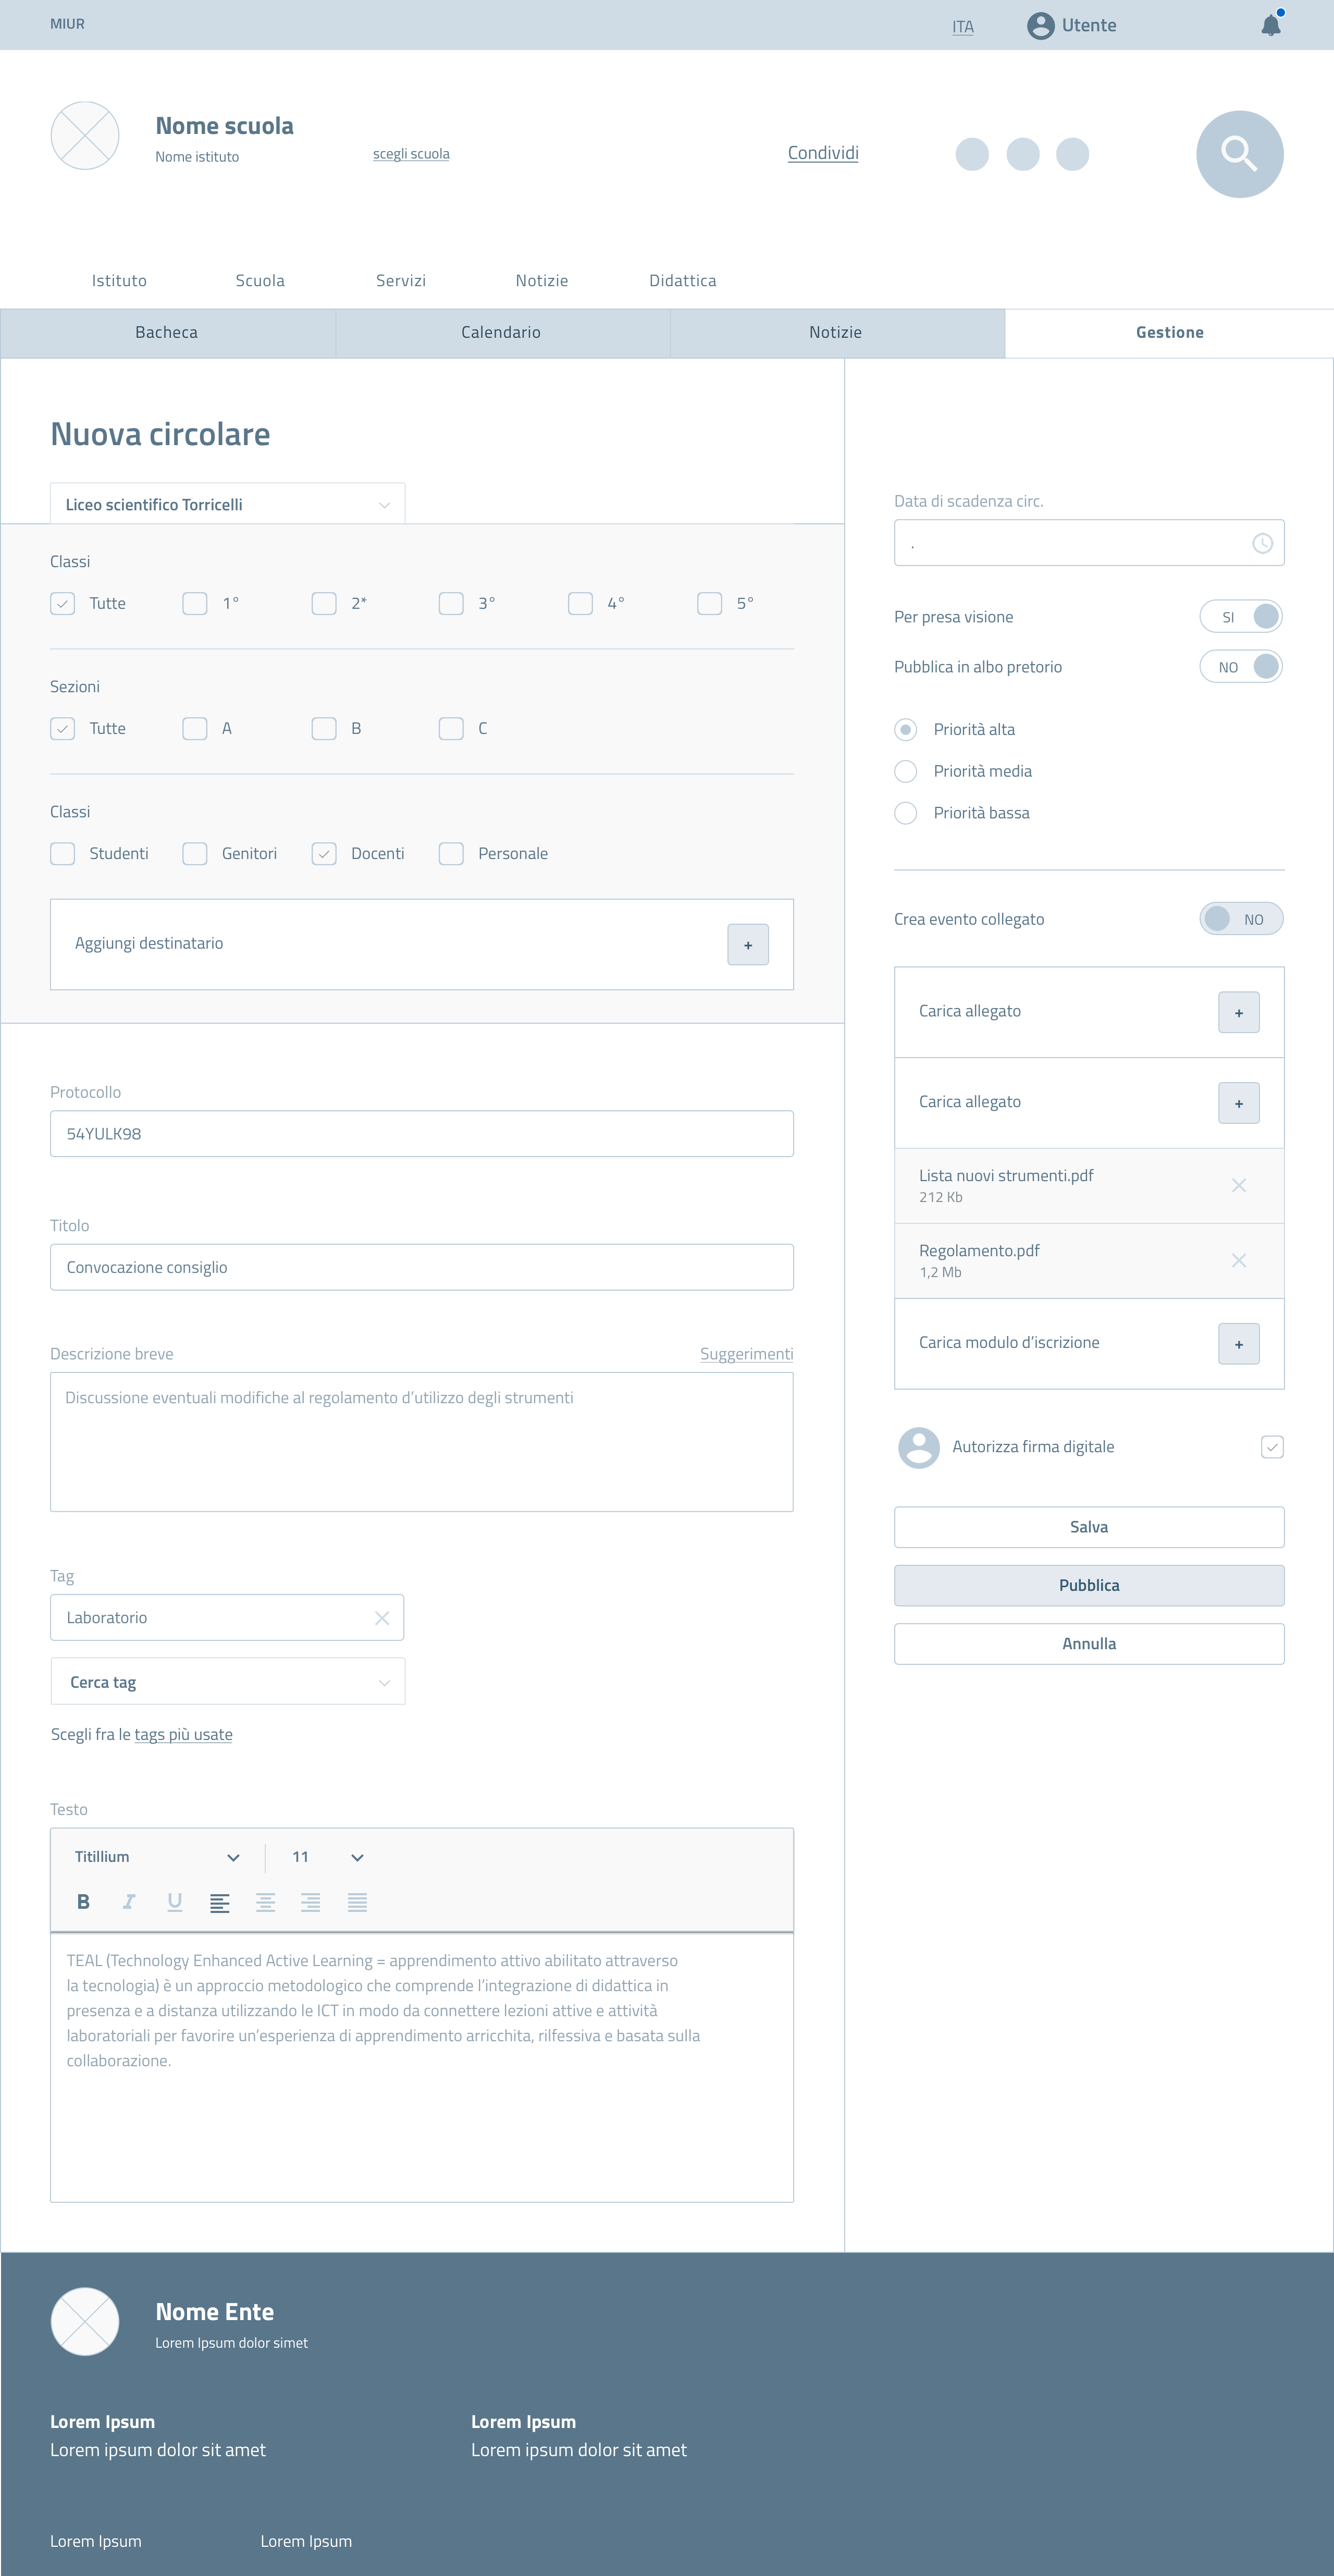 MIUR
ITA
Utente
Nome scuola
Nome istituto
scegli scuola
Condividi
Istituto
Scuola
Servizi
Notizie
Didattica
Bacheca
Calendario
Notizie
Gestione
Nuova circolare
Liceo scientifico Torricelli
Classi
Tutte
1°
2*
3°
4°
5°
Sezioni
Tutte
A
B
C
Classi
Studenti
Genitori
Docenti
Personale
Aggiungi destinatario
+
Protocollo
54YULK98
Titolo
Convocazione consiglio
Descrizione breve
Suggerimenti
Discussione eventuali modifiche al regolamento d’utilizzo degli strumenti
Tag
Laboratorio
Cerca tag
Scegli fra le tags più usate
Testo
Titillium
11
B I U
TEAL (Technology Enhanced Active Learning = apprendimento attivo abilitato attraverso
la tecnologia) è un approccio metodologico che comprende l’integrazione di didattica in
presenza e a distanza utilizzando le ICT in modo da connettere lezioni attive e attività
laboratoriali per favorire un’esperienza di apprendimento arricchita, rilfessiva e basata sulla
collaborazione.
Data di scadenza circ.
.
Per presa visione
SI
Pubblica in albo pretorio
NO
Priorità alta
Priorità media
Priorità bassa
Crea evento collegato
NO
Carica allegato
+
Carica allegato
+
Lista nuovi strumenti.pdf
212 Kb
Regolamento.pdf
1,2 Mb
Carica modulo d’iscrizione
+
Autorizza firma digitale
Salva
Pubblica
Annulla
Nome Ente
Lorem Ipsum dolor simet
Lorem Ipsum
Lorem ipsum dolor sit amet
Lorem Ipsum
Lorem ipsum dolor sit amet
Lorem Ipsum
Lorem Ipsum